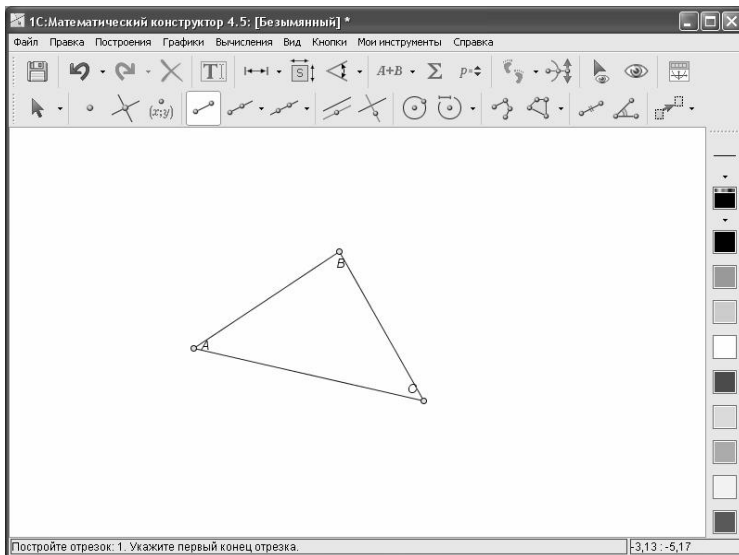 1С:Математический конструктор 4.5: [Безымянный] *
Файл Правка Построения Графики Вычисления Вид Кнопки Мои инструменты Справка
T S A+B Σ p=
(x;y)
B
A
C
Постройте отрезок: 1. Укажите первый конец отрезка. -3,13 : -5,17